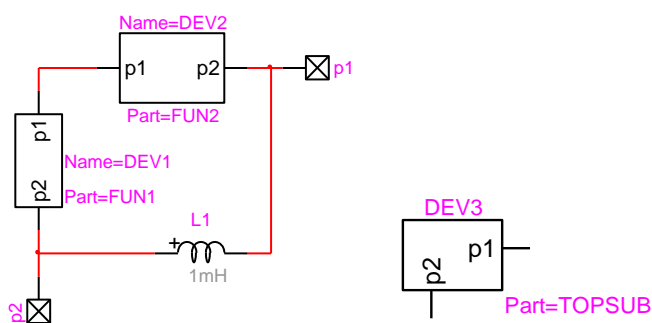 Name=DEV2
p1
p2
p1
Part=FUN2
p1
Name=DEV1
p2
Part=FUN1
L1
+
1mH
p2
DEV3
p1
p2
Part=TOPSUB